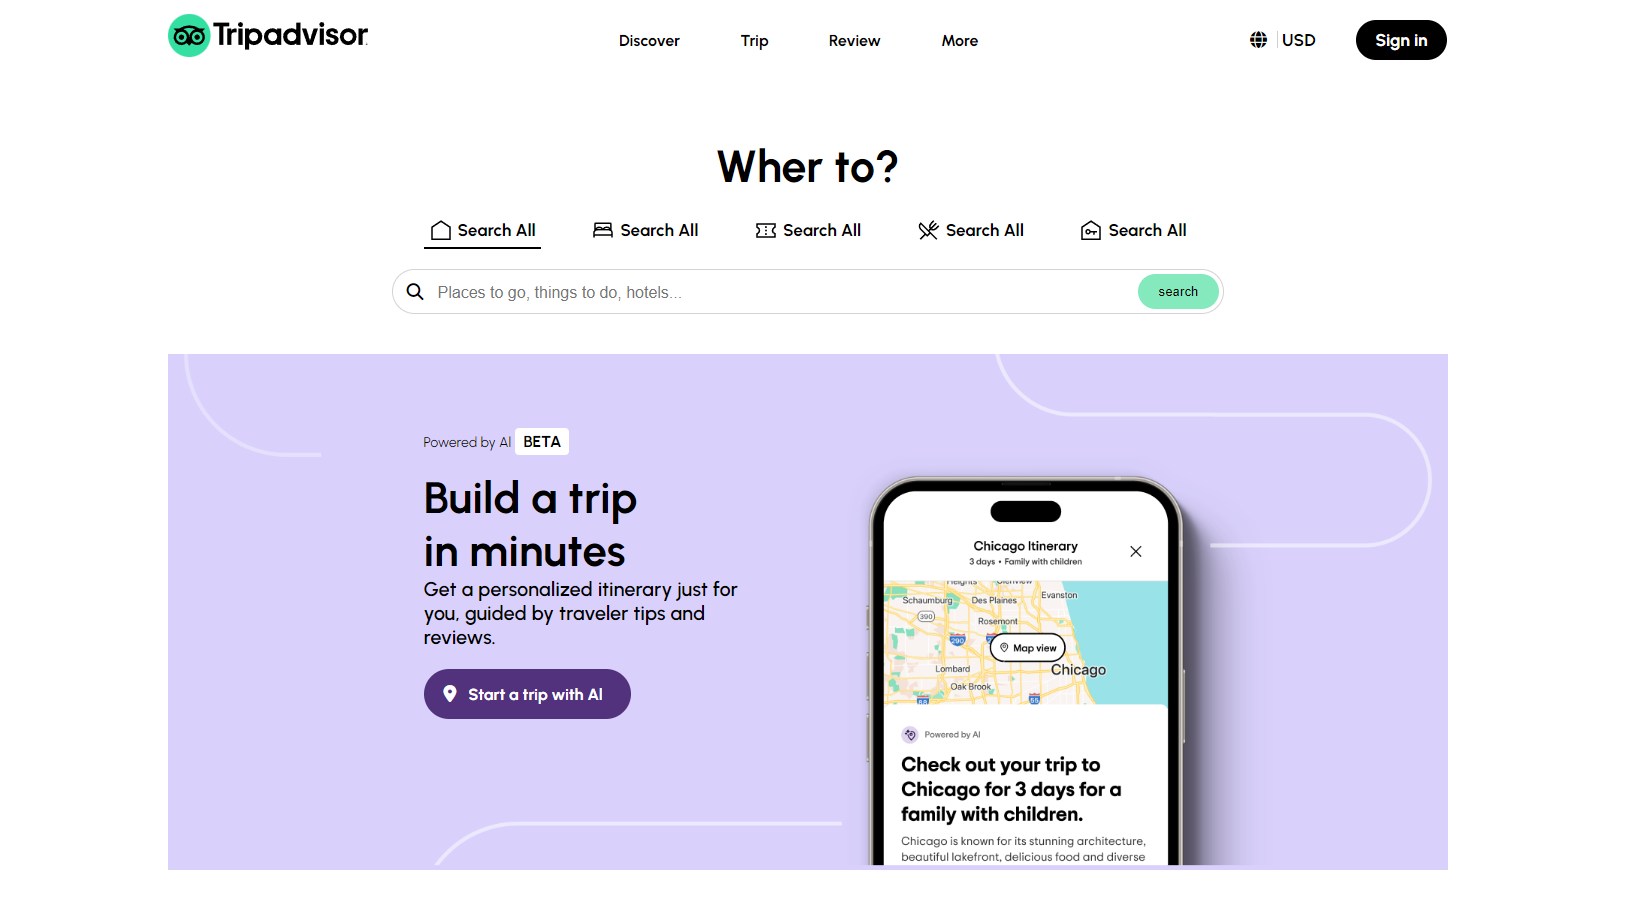 Tripadvisor
Discover
Trip
Review
More
USD
Sign in
Wher to?
Search All
Search All
Search All
Search All
Search All
Places to go, things to do, hotels...
search
Powered by AI BETA
Build a trip
in minutes
Get a personalized itinerary just for
you, guided by traveler tips and
reviews.
Start a trip with AI
Chicago Itinerary
3 days • Family with children
Heights
Glenview
Schaumburg
Des Plaines
Evanston
390
Rosemont
290
Map view
Lombard
Chicago
Oak Brook
88
55
Powered by AI
Check out your trip to
Chicago for 3 days for a
family with children.
Chicago is known for its stunning architecture,
beautiful lakefront, delicious food and diverse